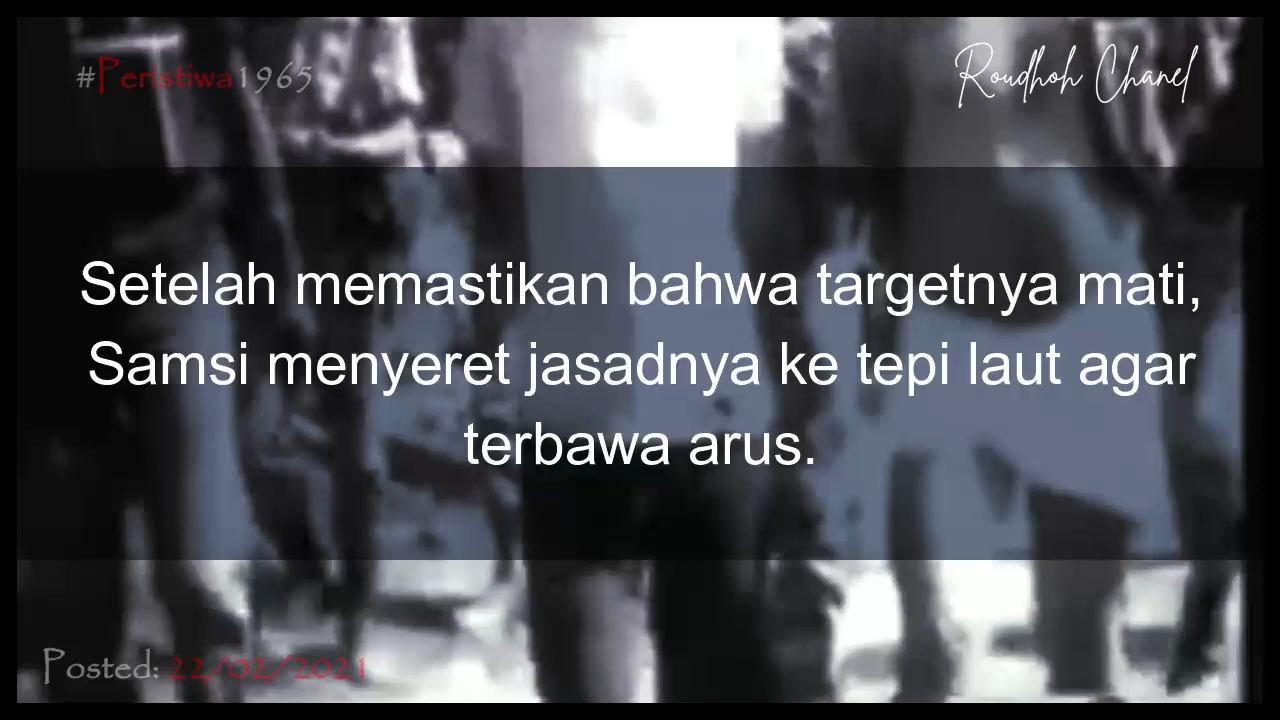 #Peristiwa1965
Roudhoh Chanel
Setelah memastikan bahwa targetnya mati,
Samsi menyeret jasadnya ke tepi laut agar
terbawa arus.
Posted: 22/02/2021